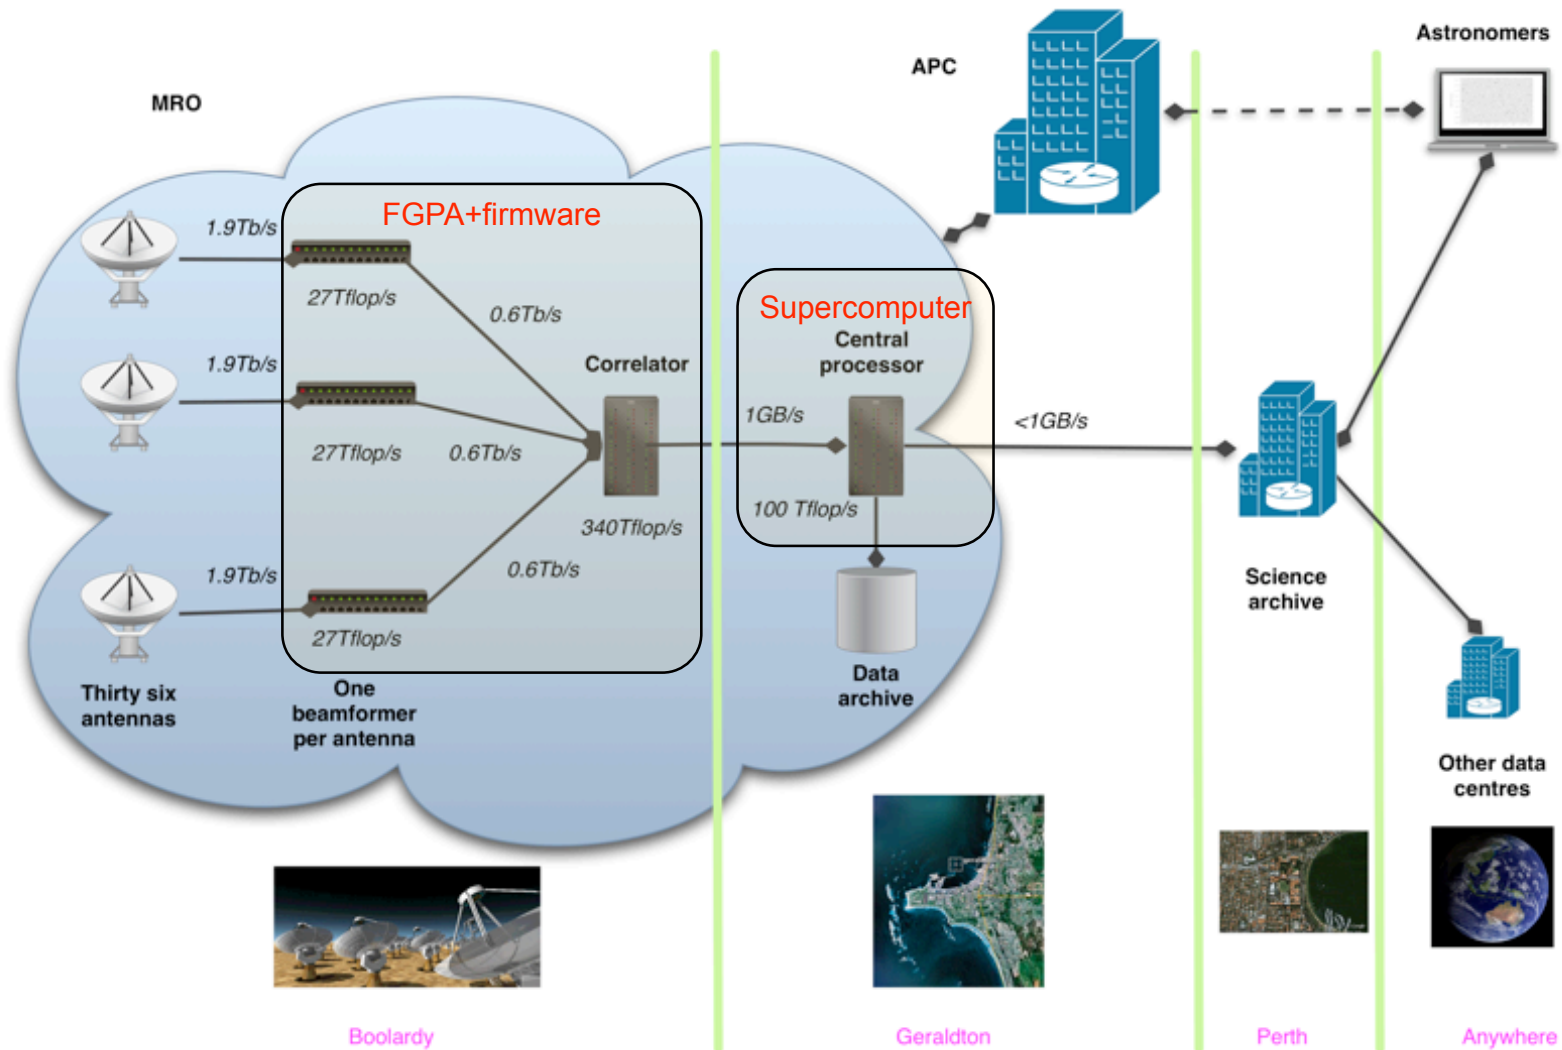 MRO
APC
Astronomers
1.9Tb/s
FGPA+firmware
27Tflop/s
0.6Tb/s
1.9Tb/s
27Tflop/s
0.6Tb/s
Correlator
340Tflop/s
1.9Tb/s
0.6Tb/s
27Tflop/s
Thirty six
antennas
One
beamformer
per antenna
Supercomputer
Central
processor
1GB/s
100 Tflop/s
<1GB/s
Data
archive
Science
archive
Other data
centres
Boolardy
Geraldton
Perth
Anywhere